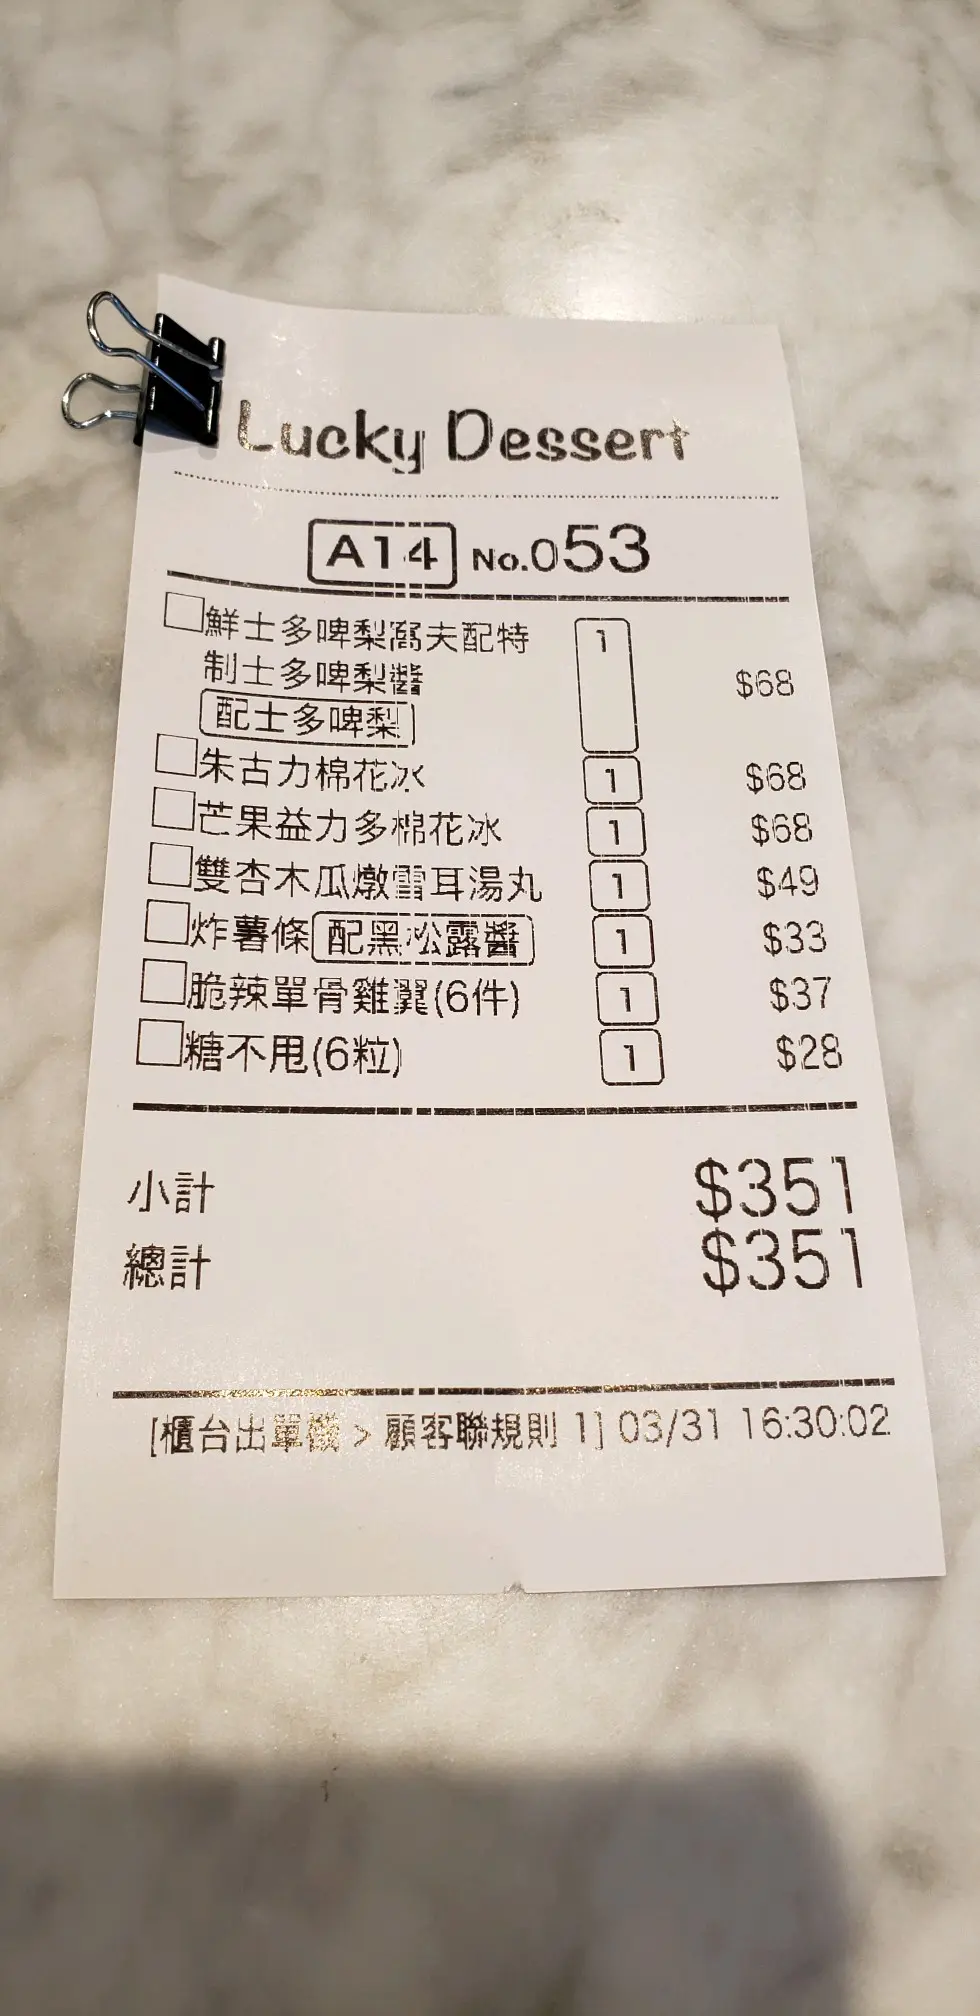 Lucky Dessert
A14 No.053
鮮士多啤梨窩夫配特 1
制士多啤梨醬 $68
配士多啤梨
朱古力棉花冰 1 $68
芒果益力多棉花冰 1 $68
雙杏木瓜燉雪耳湯丸 1 $49
炸薯條 配黑松露醬 1 $33
脆辣單骨雞翼(6件) 1 $37
糖不甩(6粒) 1 $28
小計 $351
總計 $351
[櫃台出單機 > 顧客聯規則 1] 03/31 16:30:02